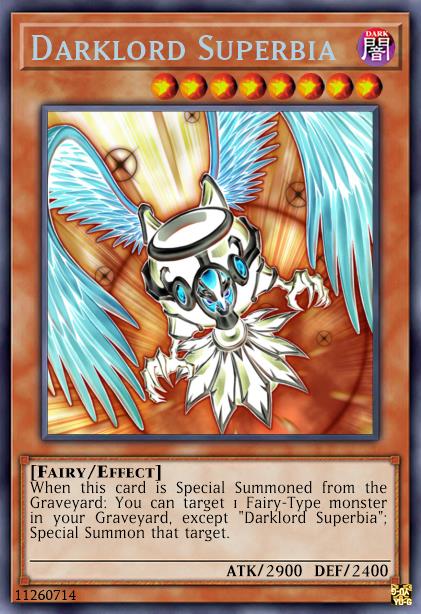 Darklord Superbia
DARK
闇
[Fairy/Effect]
When this card is Special Summoned from the
Graveyard: You can target 1 Fairy-Type monster
in your Graveyard, except "Darklord Superbia";
Special Summon that target.
ATK/2900 DEF/2400
11260714